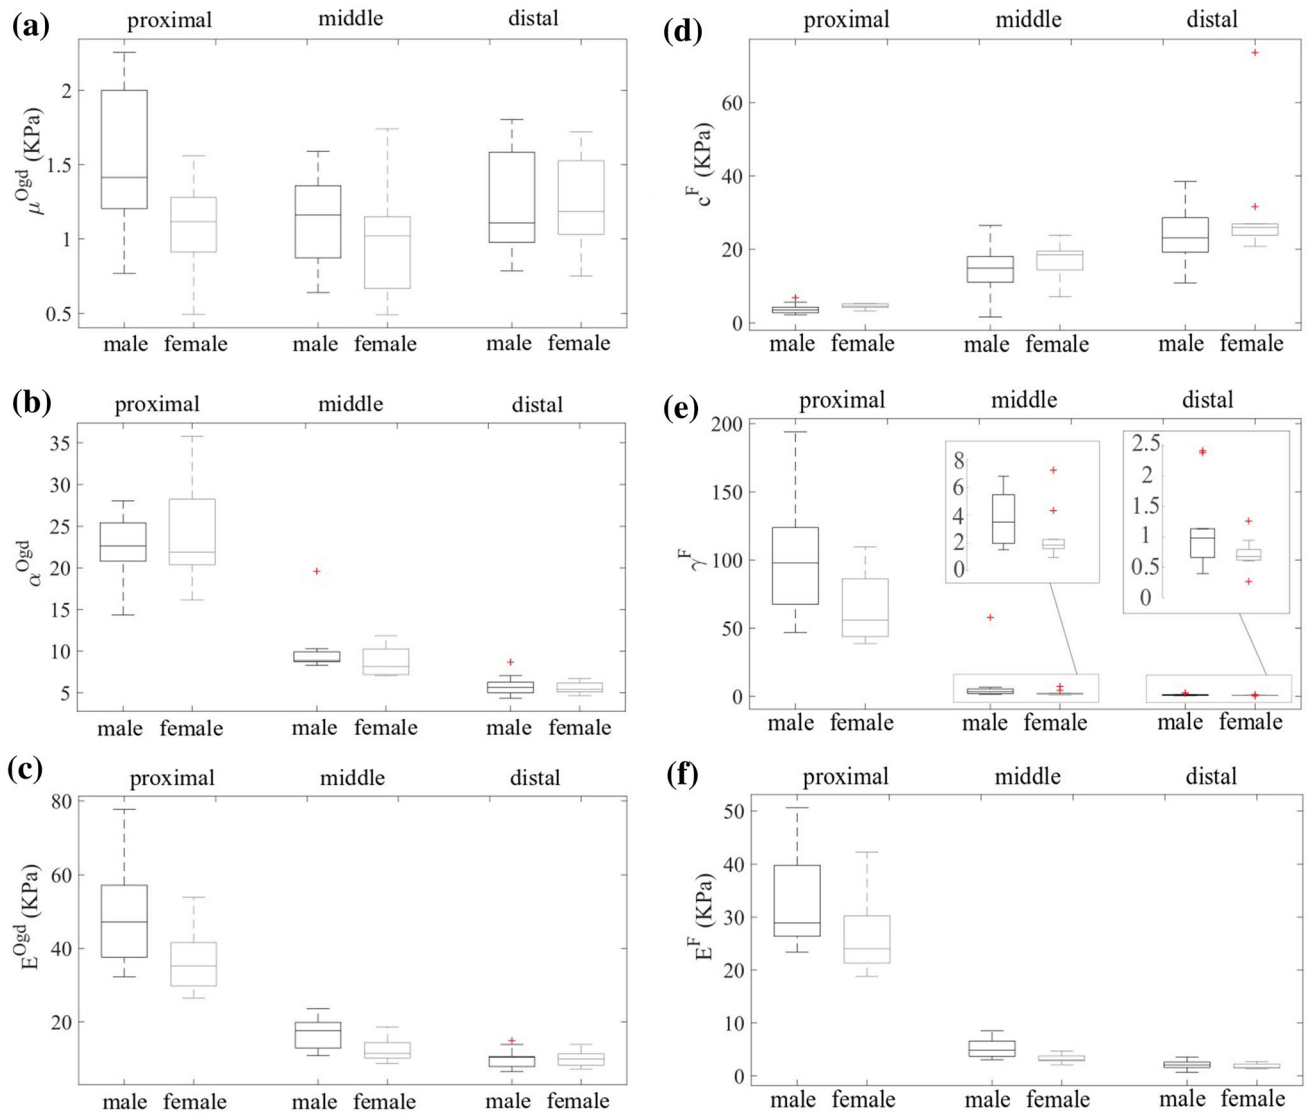 (a)
proximal middle distal
μ^Ogd (KPa)
2
1.5
1
0.5
male female male female male female
(d)
proximal middle distal
c^F (KPa)
60
40
20
0
male female male female male female
(b)
proximal middle distal
α^Ogd
35
30
25
20
15
10
5
male female male female male female
(e)
proximal middle distal
γ^F
200
150
100
50
0
8
6
4
2
0
2.5
2
1.5
1
0.5
0
male female male female male female
(c)
proximal middle distal
E^Ogd (KPa)
80
60
40
20
male female male female male female
(f)
proximal middle distal
E^F (KPa)
50
40
30
20
10
0
male female male female male female